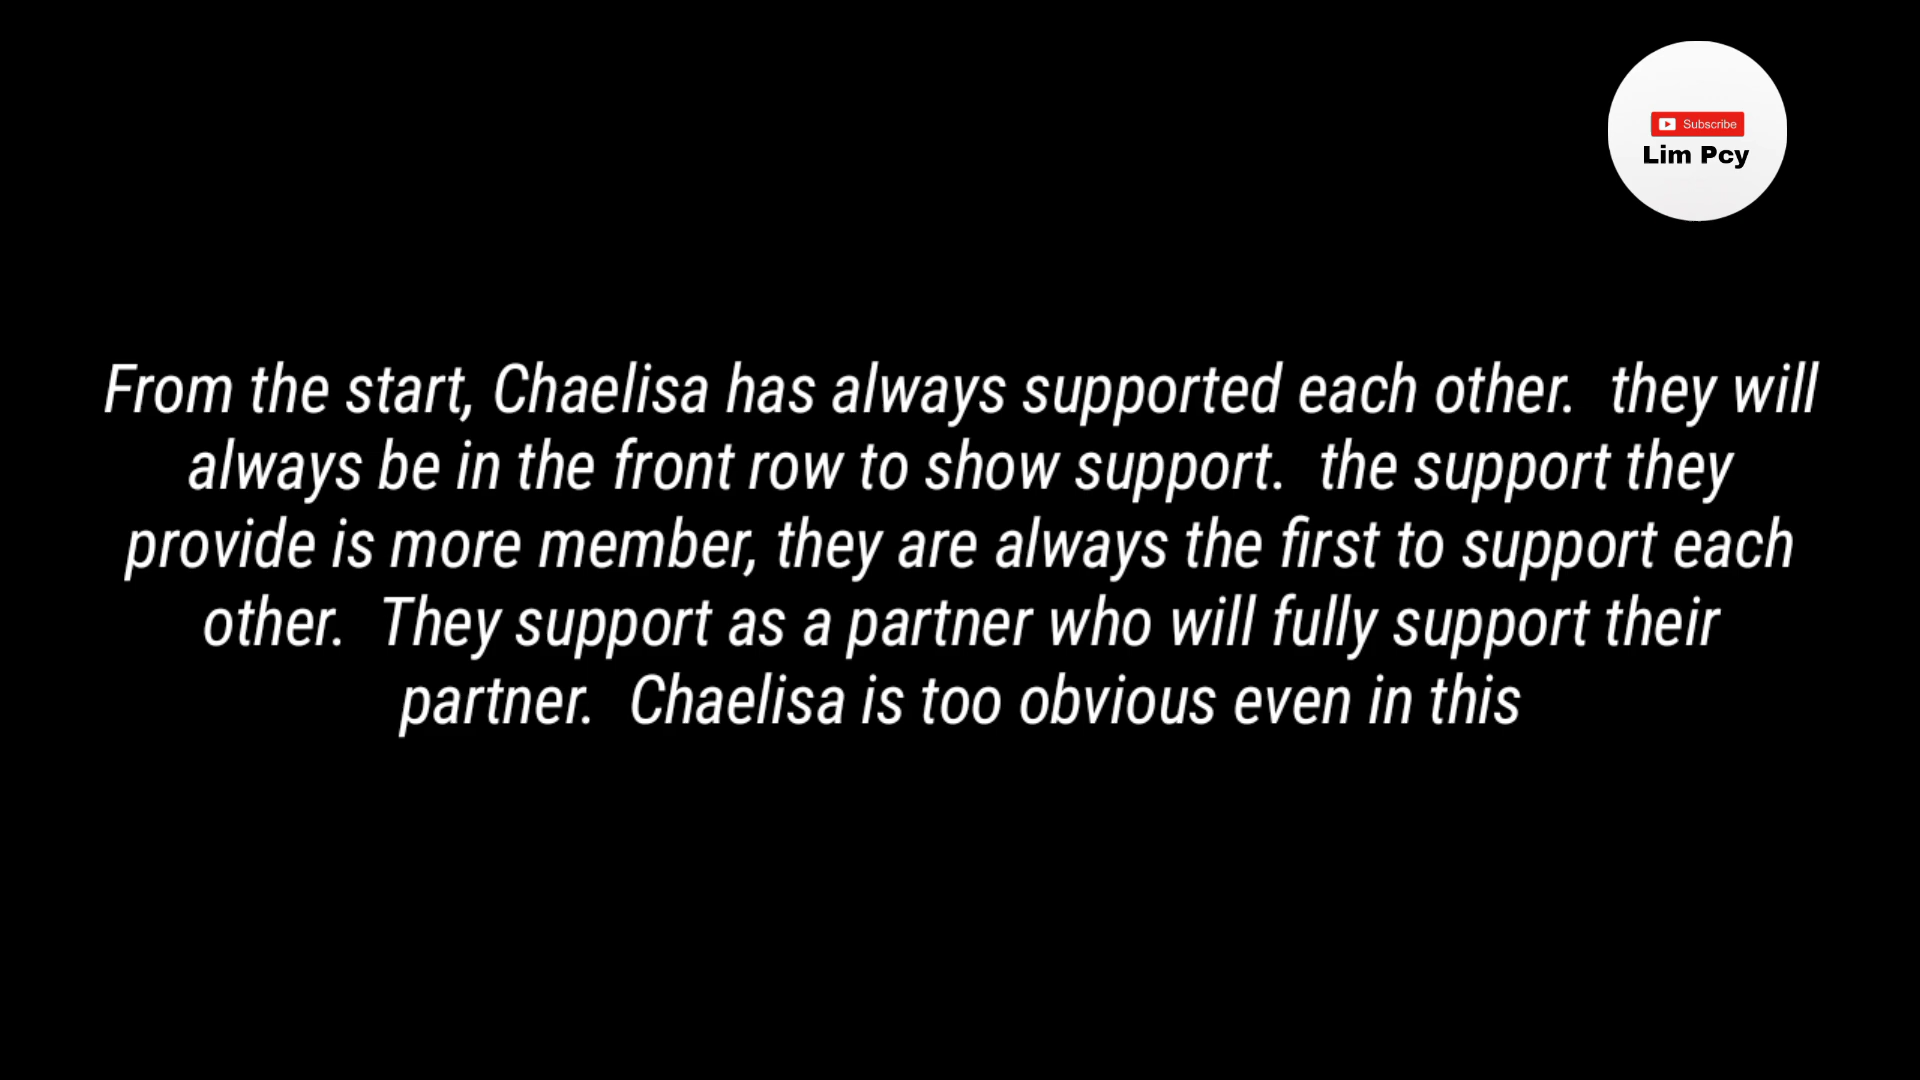 Subscribe
Lim Pcy
From the start, Chaelisa has always supported each other.  they will
always be in the front row to show support.  the support they
provide is more member, they are always the first to support each
other.  They support as a partner who will fully support their
partner.  Chaelisa is too obvious even in this